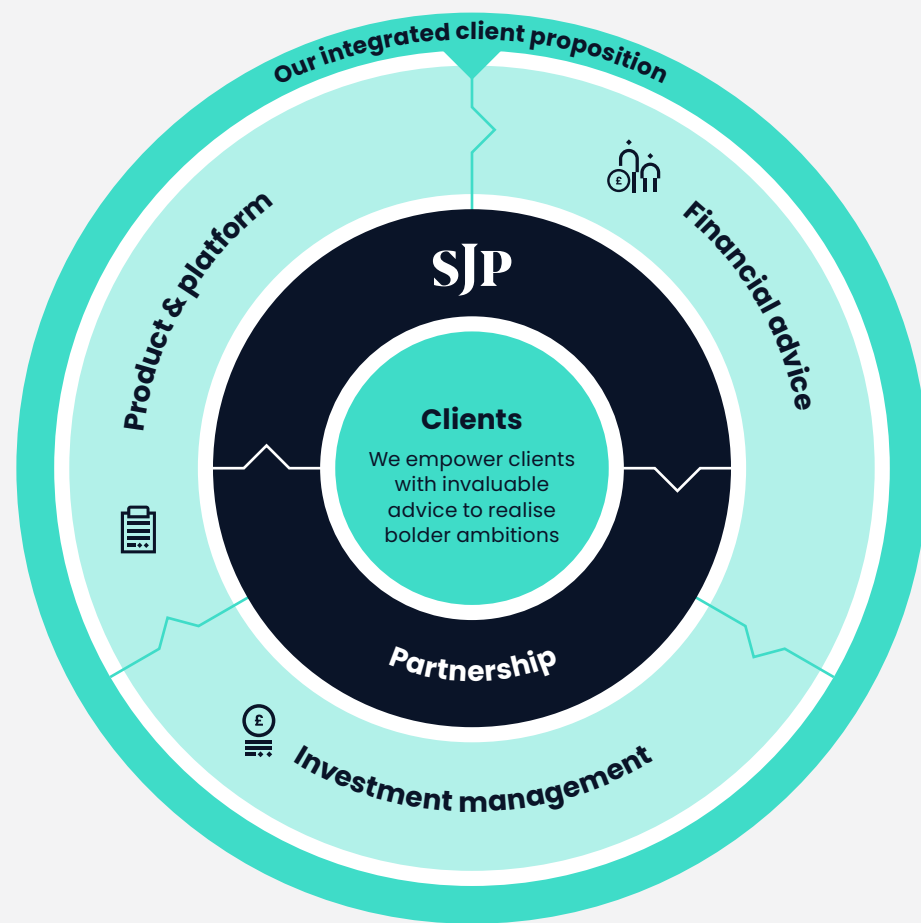 Our integrated client proposition
Product & platform
£
Financial advice
SJP
Clients
We empower clients
with invaluable
advice to realise
bolder ambitions
Partnership
£
Investment management